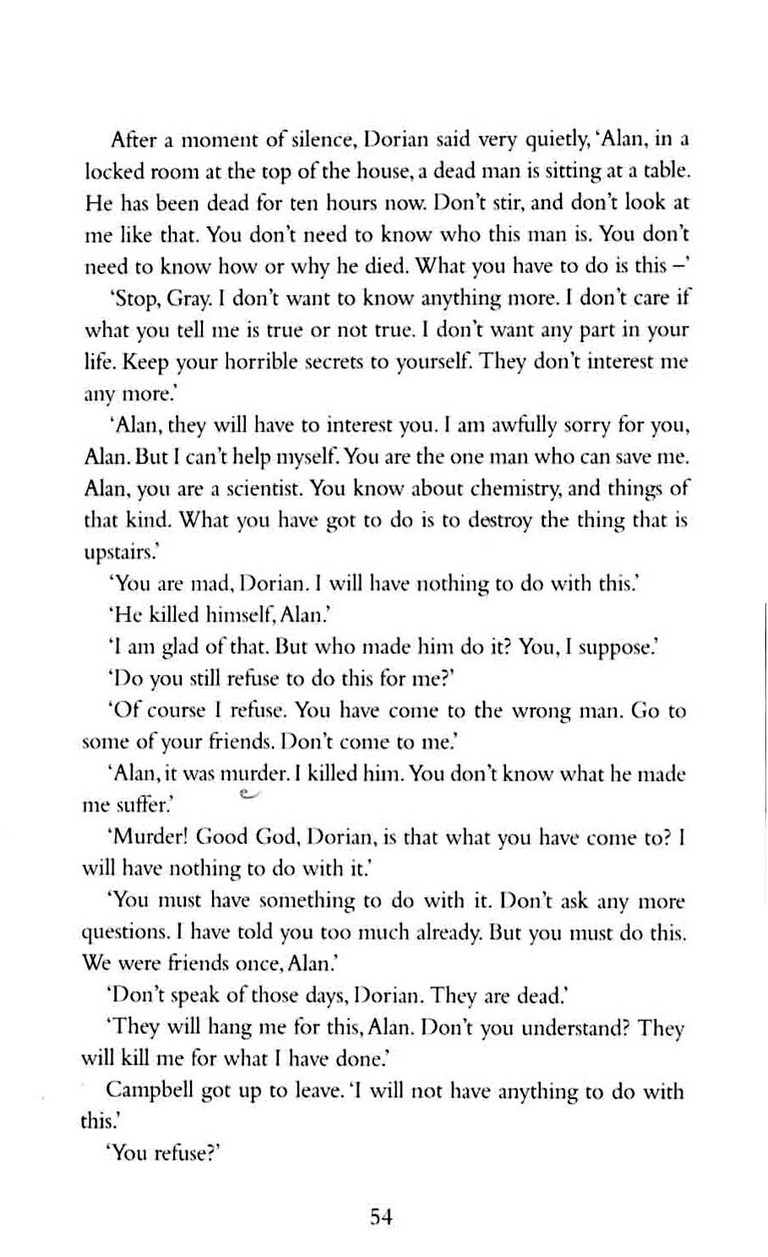 After a moment of silence, Dorian said very quietly, 'Alan, in a
locked room at the top of the house, a dead man is sitting at a table.
He has been dead for ten hours now. Don't stir, and don't look at
me like that. You don't need to know who this man is. You don't
need to know how or why he died. What you have to do is this –'
'Stop, Gray. I don't want to know anything more. I don't care if
what you tell me is true or not true. I don't want any part in your
life. Keep your horrible secrets to yourself. They don't interest me
any more.'
'Alan, they will have to interest you. I am awfully sorry for you,
Alan. But I can't help myself. You are the one man who can save me.
Alan, you are a scientist. You know about chemistry, and things of
that kind. What you have got to do is to destroy the thing that is
upstairs.'
'You are mad, Dorian. I will have nothing to do with this.'
'He killed himself, Alan.'
'I am glad of that. But who made him do it? You, I suppose.'
'Do you still refuse to do this for me?'
'Of course I refuse. You have come to the wrong man. Go to
some of your friends. Don't come to me.'
'Alan, it was murder. I killed him. You don't know what he made
me suffer.'
'Murder! Good God, Dorian, is that what you have come to? I
will have nothing to do with it.'
'You must have something to do with it. Don't ask any more
questions. I have told you too much already. But you must do this.
We were friends once, Alan.'
'Don't speak of those days, Dorian. They are dead.'
'They will hang me for this, Alan. Don't you understand? They
will kill me for what I have done.'
Campbell got up to leave. 'I will not have anything to do with
this.'
'You refuse?'
54